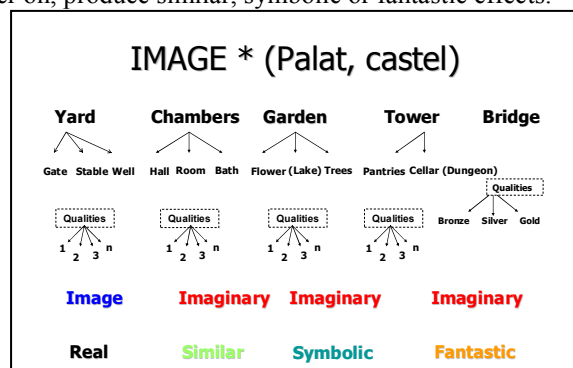 er on, produce similar, symbolic or fantastic effects.
IMAGE * (Palat, castel)
Yard Chambers Garden Tower Bridge
Gate Stable Well Hall Room Bath Flower (Lake) Trees Pantries Cellar (Dungeon)
Qualities
Bronze Silver Gold
Qualities Qualities Qualities Qualities
1 2 3 n 1 2 3 n 1 2 3 n 1 2 3 n
Image Imaginary Imaginary Imaginary
Real Similar Symbolic Fantastic